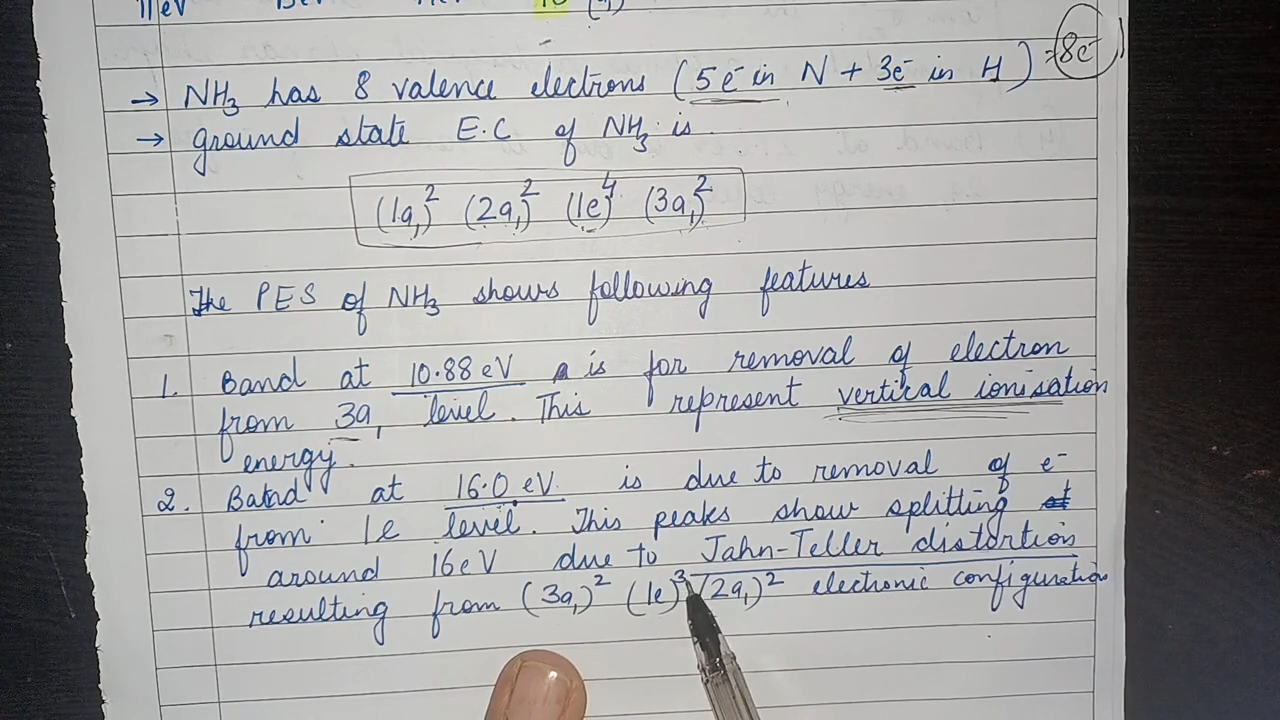 11eV
→ NH₃ has 8 valence electrons (5e⁻ in N + 3e⁻ in H) = 8e⁻
→ ground state E.C of NH₃ is
(1a₁)² (2a₁)² (1e)⁴ (3a₁)²
The PES of NH₃ shows following features
1. Band at 10.88 eV is for removal of electron
from 3a₁ level. This represent vertical ionisation
energy.
2. Band at 16.0 eV. is due to removal of e⁻
from 1e level. This peaks show splitting
around 16eV due to Jahn-Teller distortion
resulting from (3a₁)² (1e)³ (2a₁)² electronic configuration